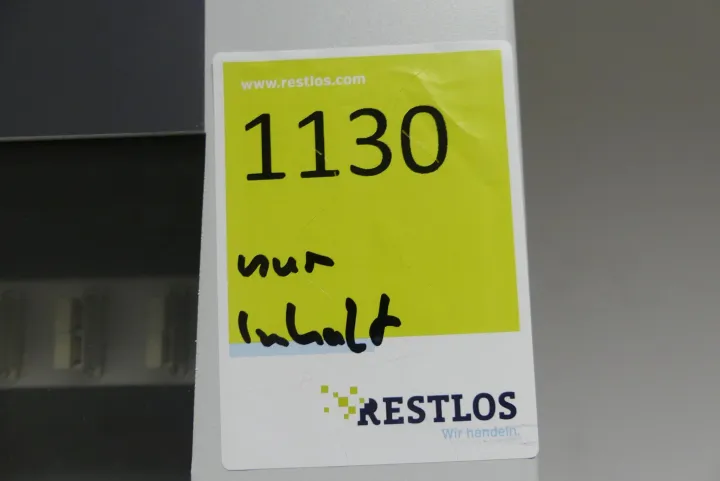 www.restlos.com
1130
nur
Inhalt
RESTLOS
Wir handeln.